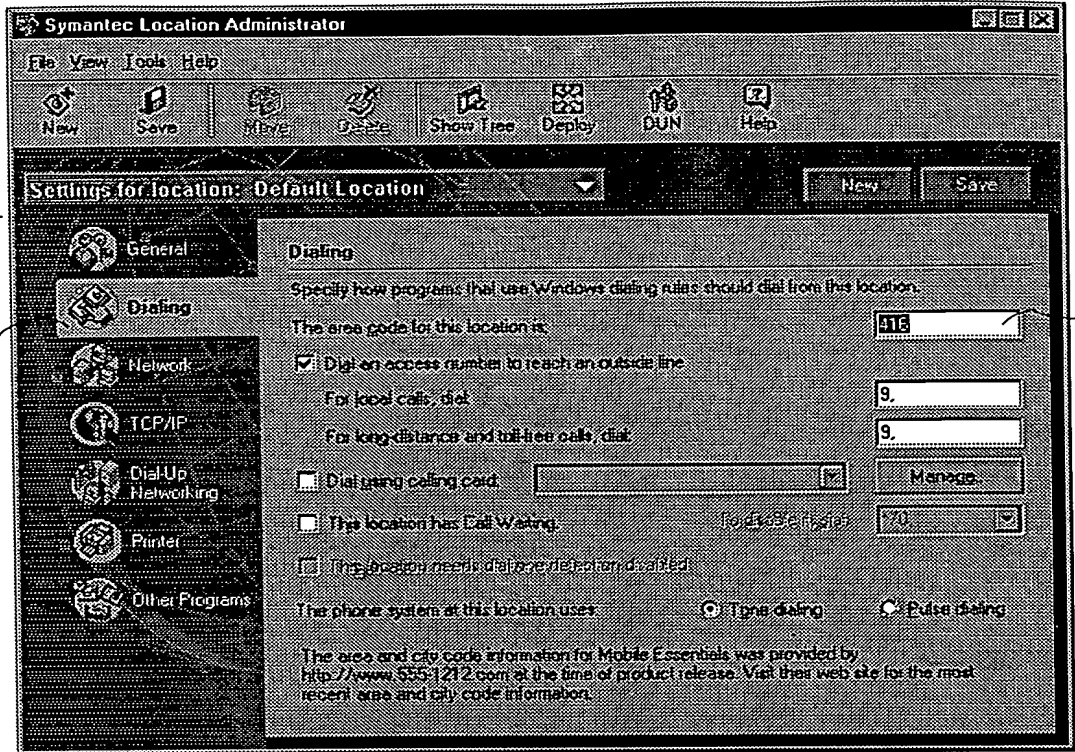 Symantec Location Administrator
File View Tools Help
New Save Move Delete Show Tree Deploy DUN Help
Settings for location: Default Location
New Save
General
Dialing
Network
TCP/IP
Dial-Up Networking
Printer
Other Programs
Dialing
Specify how programs that use Windows dialing rules should dial from this location.
The area code for this location is: 416
Dial an access number to reach an outside line
For local calls, dial: 9,
For long-distance and toll-free calls, dial: 9,
Dial using calling card: Manage...
This location has Call Waiting. To disable it, dial: *70,
This location needs dial tone detection disabled
The phone system at this location uses: Tone dialing Pulse dialing
The area and city code information for Mobile Essentials was provided by
http://www.555-1212.com at the time of product release. Visit their web site for the most
recent area and city code information.